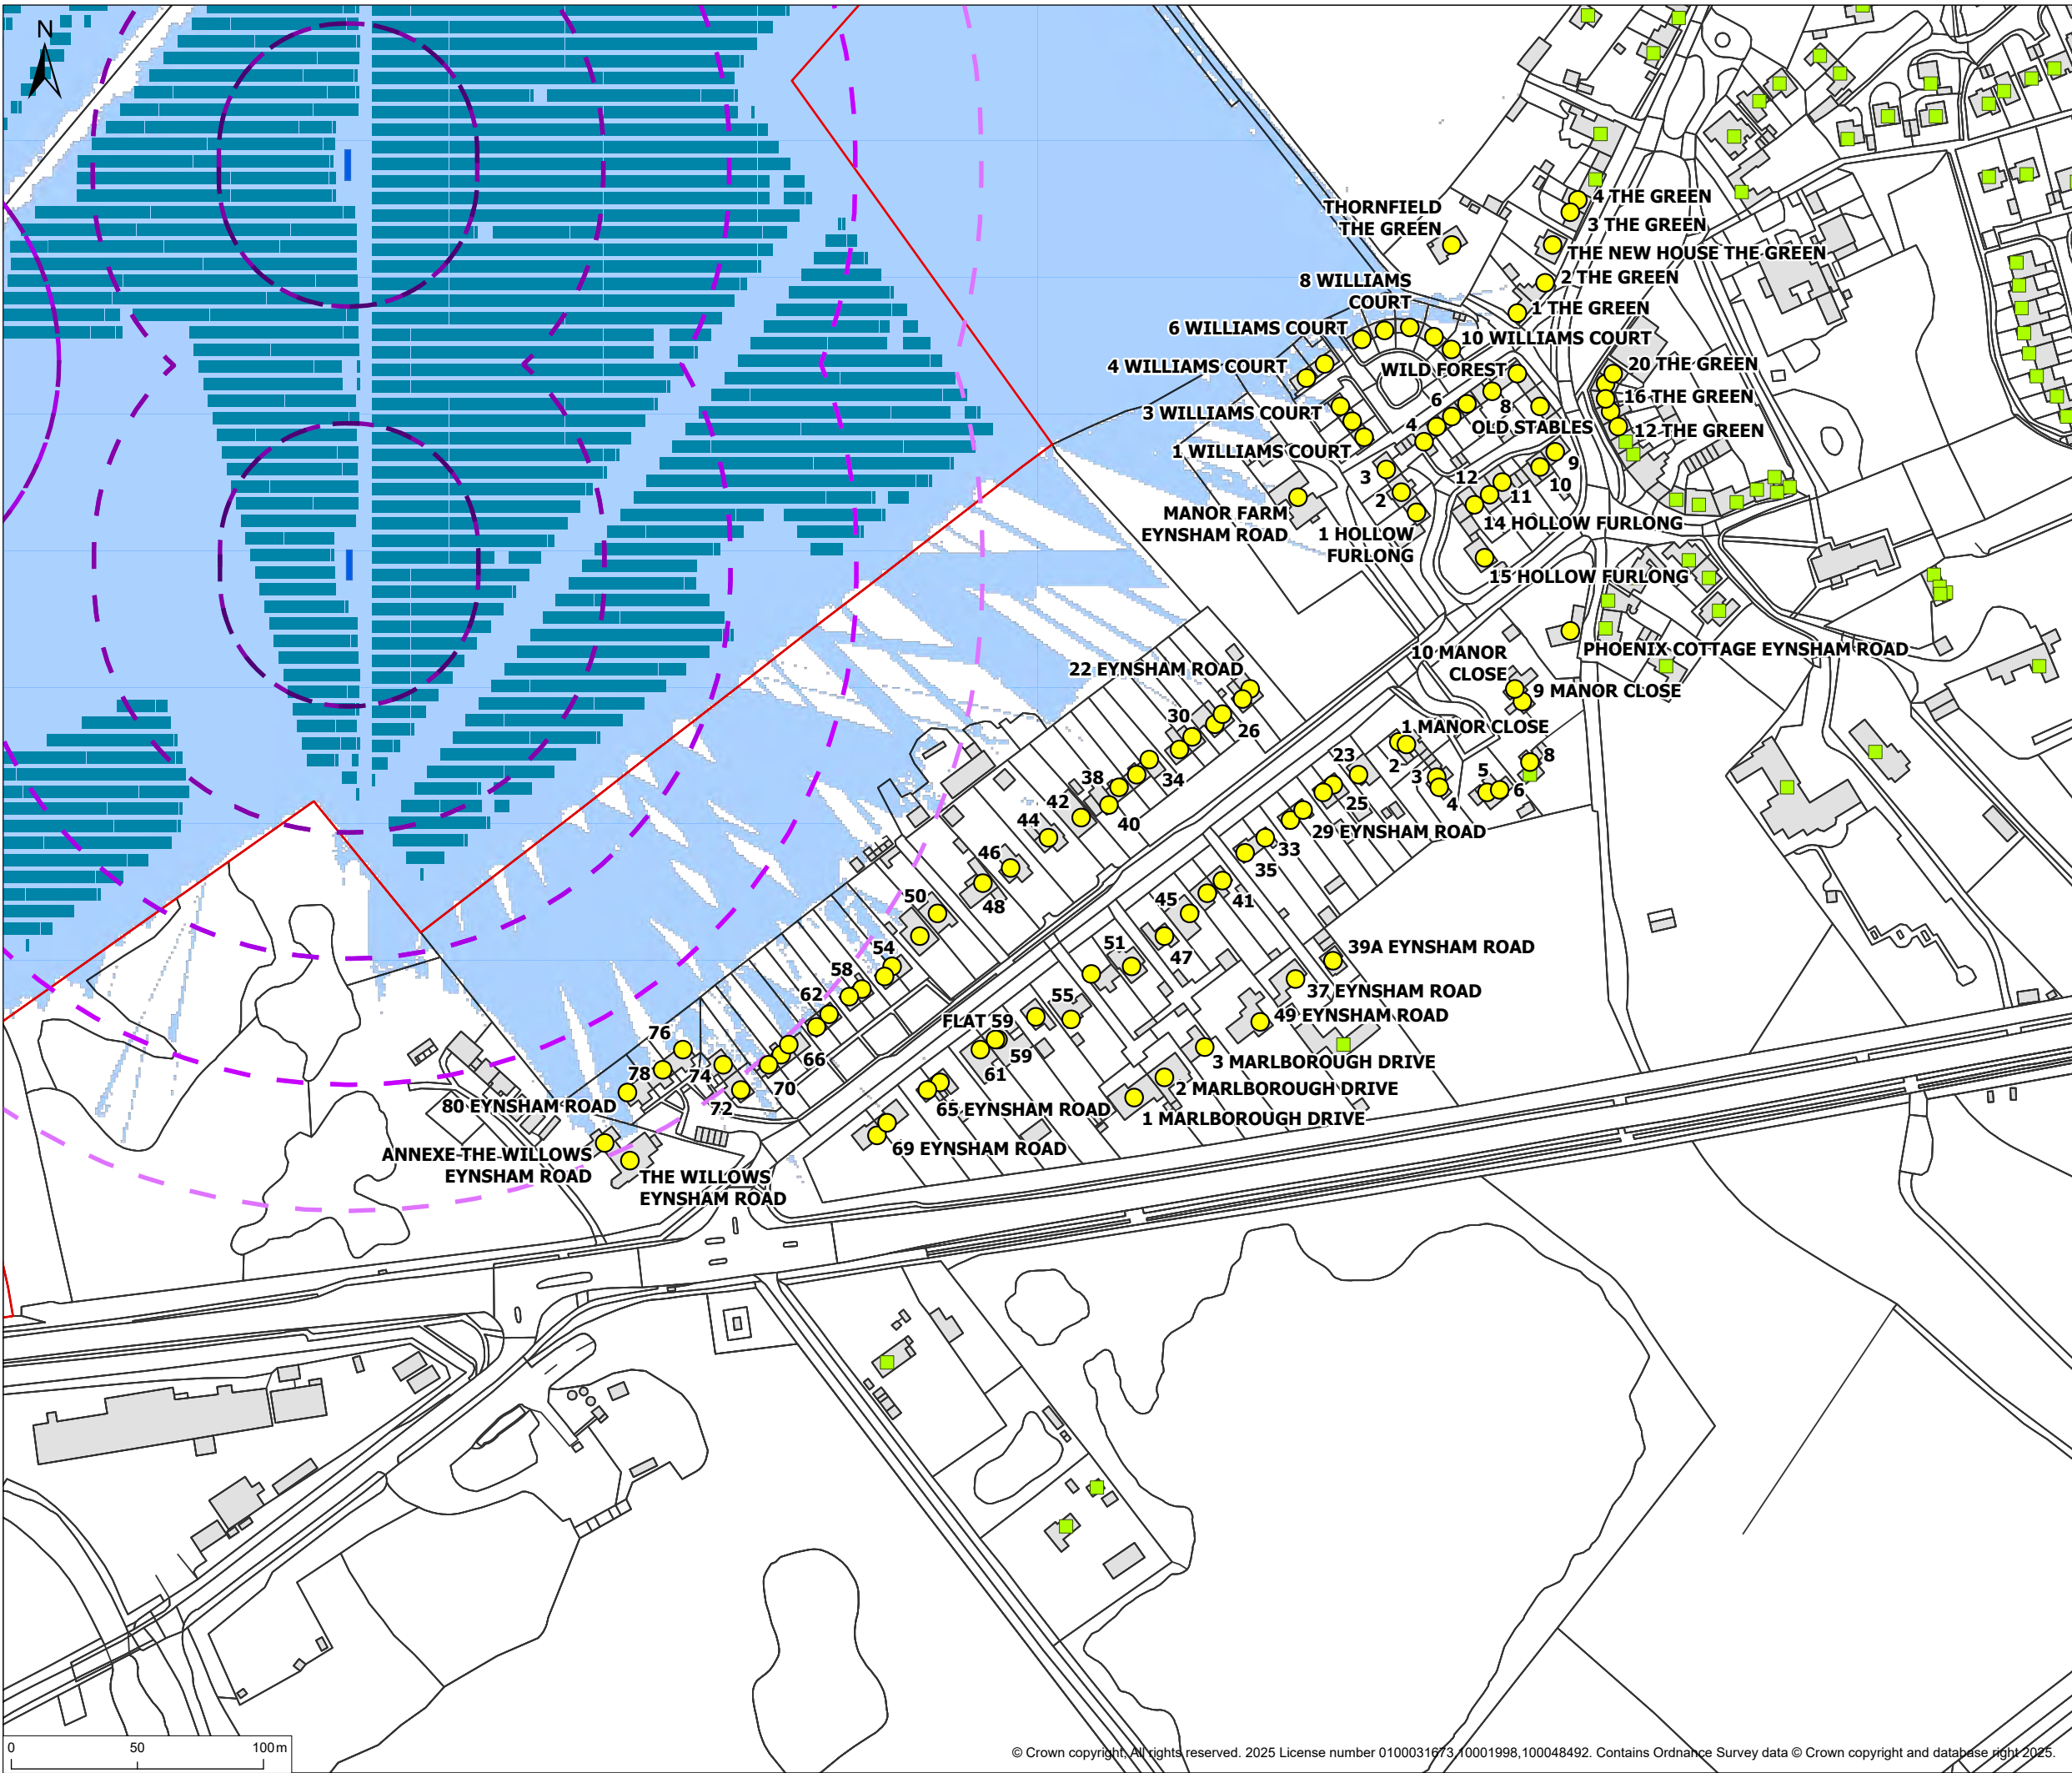 N
4 THE GREEN
THORNFIELD
THE GREEN
3 THE GREEN
THE NEW HOUSE THE GREEN
2 THE GREEN
8 WILLIAMS
COURT
1 THE GREEN
6 WILLIAMS COURT
10 WILLIAMS COURT
4 WILLIAMS COURT
WILD FOREST
20 THE GREEN
6
8
16 THE GREEN
3 WILLIAMS COURT
4
OLD STABLES
12 THE GREEN
1 WILLIAMS COURT
3
12
9
2
11
10
MANOR FARM
EYNSHAM ROAD
14 HOLLOW FURLONG
1 HOLLOW
FURLONG
15 HOLLOW FURLONG
PHOENIX COTTAGE EYNSHAM ROAD
10 MANOR
CLOSE
22 EYNSHAM ROAD
9 MANOR CLOSE
30
26
1 MANOR CLOSE
23
2
3
5
8
34
38
25
4
6
42
40
29 EYNSHAM ROAD
44
33
46
35
50
48
45
41
54
51
47
39A EYNSHAM ROAD
58
62
55
37 EYNSHAM ROAD
FLAT 59
49 EYNSHAM ROAD
76
66
59
61
3 MARLBOROUGH DRIVE
78
74
70
2 MARLBOROUGH DRIVE
80 EYNSHAM ROAD
72
65 EYNSHAM ROAD
1 MARLBOROUGH DRIVE
69 EYNSHAM ROAD
ANNEXE THE WILLOWS
EYNSHAM ROAD
THE WILLOWS
EYNSHAM ROAD
0 50 100m
© Crown copyright, All rights reserved. 2025 License number 0100031673,10001998,100048492. Contains Ordnance Survey data © Crown copyright and database right 2025.